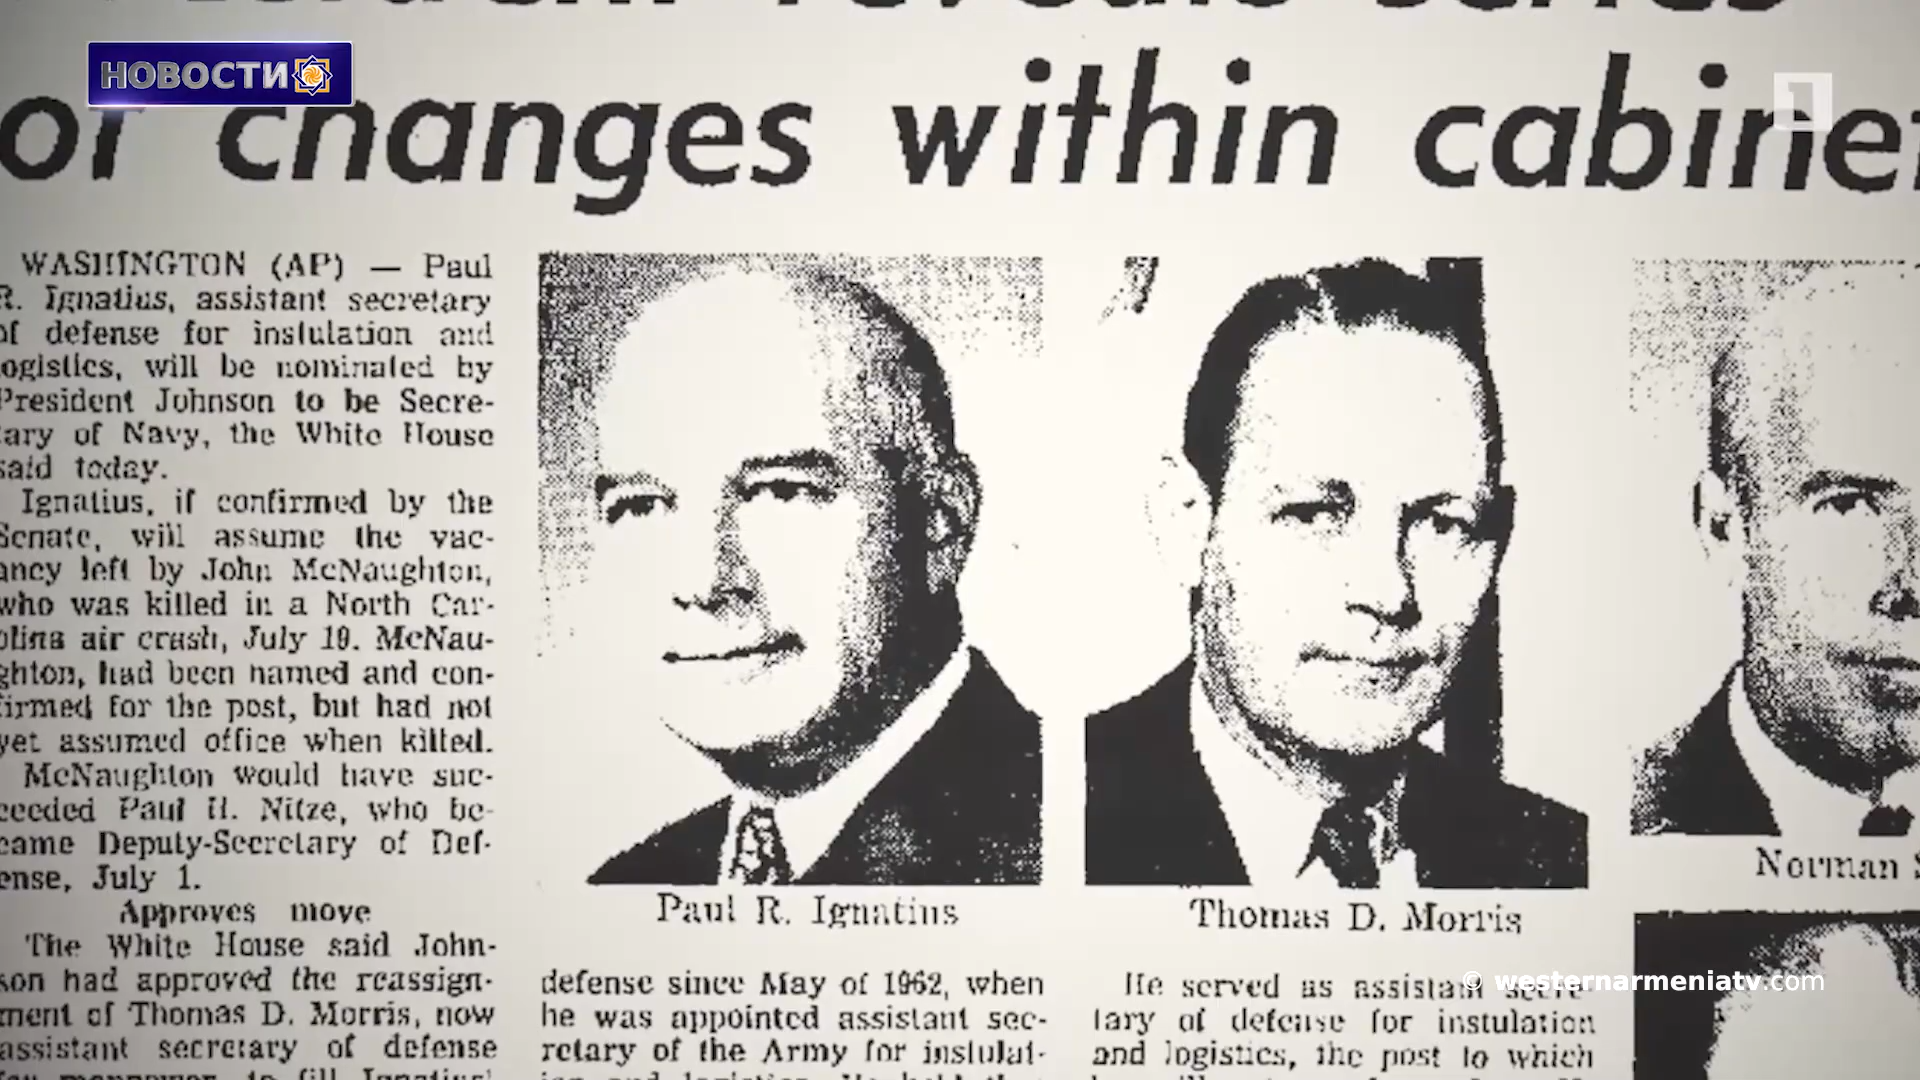 НОВОСТИ
of changes within cabinet
WASHINGTON (AP) — Paul
R. Ignatius, assistant secretary
of defense for instulation and
logistics, will be nominated by
President Johnson to be Secre-
tary of Navy, the White House
said today.
Ignatius, if confirmed by the
Senate, will assume the vac-
ancy left by John McNaughton,
who was killed in a North Car-
olina air crash, July 19. McNau-
ghton, had been named and con-
firmed for the post, but had not
yet assumed office when killed.
McNaughton would have suc-
ceeded Paul H. Nitze, who be-
came Deputy-Secretary of Def-
ense, July 1.
Approves move
The White House said John-
son had approved the reassign-
ment of Thomas D. Morris, now
assistant secretary of defense
Paul R. Ignatius
defense since May of 1962, when
he was appointed assistant sec-
retary of the Army for instulat-
Thomas D. Morris
He served as assistant secre-
tary of defense for instulation
and logistics, the post to which
Norman S
1
© westernarmeniatv.com